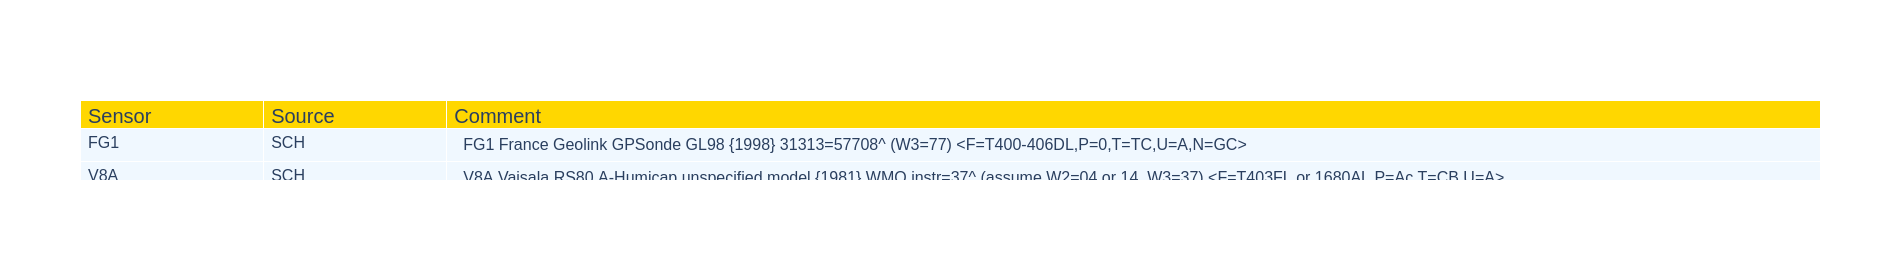 Sensor Source Comment
FG1 SCH FG1 France Geolink GPSonde GL98 {1998} 31313=57708^ (W3=77) <F=T400-406DL,P=0,T=TC,U=A,N=GC>
V8A SCH V8A Vaisala RS80 A-Humicap unspecified model {1981} WMO instr=37^ (assume W2=04 or 14, W3=37) <F=T403FL or 1680AL,P=Ac,T=CB,U=A>